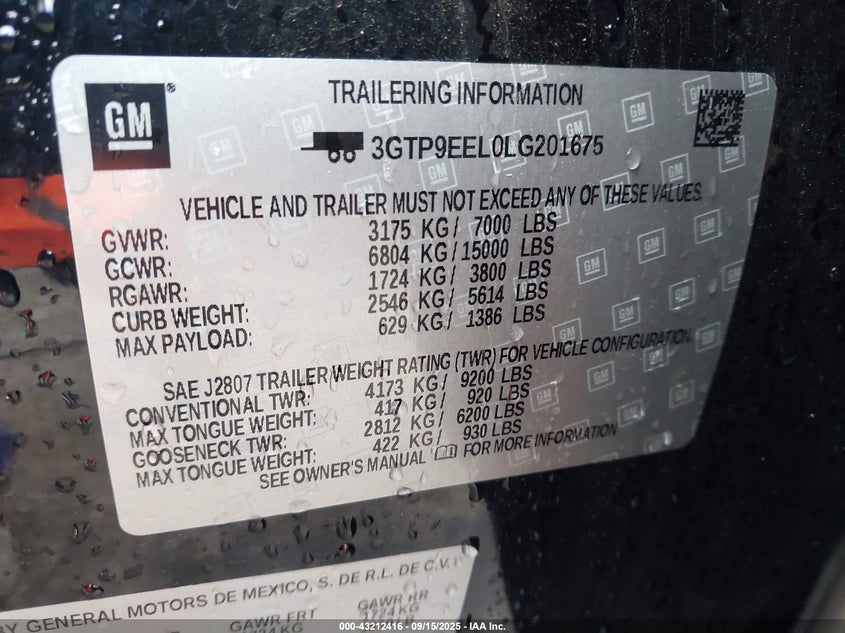 GM
TRAILERING INFORMATION
3GTP9EEL0LG201675
VEHICLE AND TRAILER MUST NOT EXCEED ANY OF THESE VALUES
GVWR: 3175 KG / 7000 LBS
GCWR: 6804 KG / 15000 LBS
RGAWR: 1724 KG / 3800 LBS
CURB WEIGHT: 2546 KG / 5614 LBS
MAX PAYLOAD: 629 KG / 1386 LBS
SAE J2807 TRAILER WEIGHT RATING (TWR) FOR VEHICLE CONFIGURATION
CONVENTIONAL TWR: 4173 KG / 9200 LBS
MAX TONGUE WEIGHT: 417 KG / 920 LBS
GOOSENECK TWR: 2812 KG / 6200 LBS
MAX TONGUE WEIGHT: 422 KG / 930 LBS
SEE OWNER'S MANUAL FOR MORE INFORMATION
GENERAL MOTORS DE MEXICO, S. DE R.L. DE C.V.
GAWR FRT GAWR RR
1724 KG
000-43212416 - 09/15/2025 - IAA Inc.